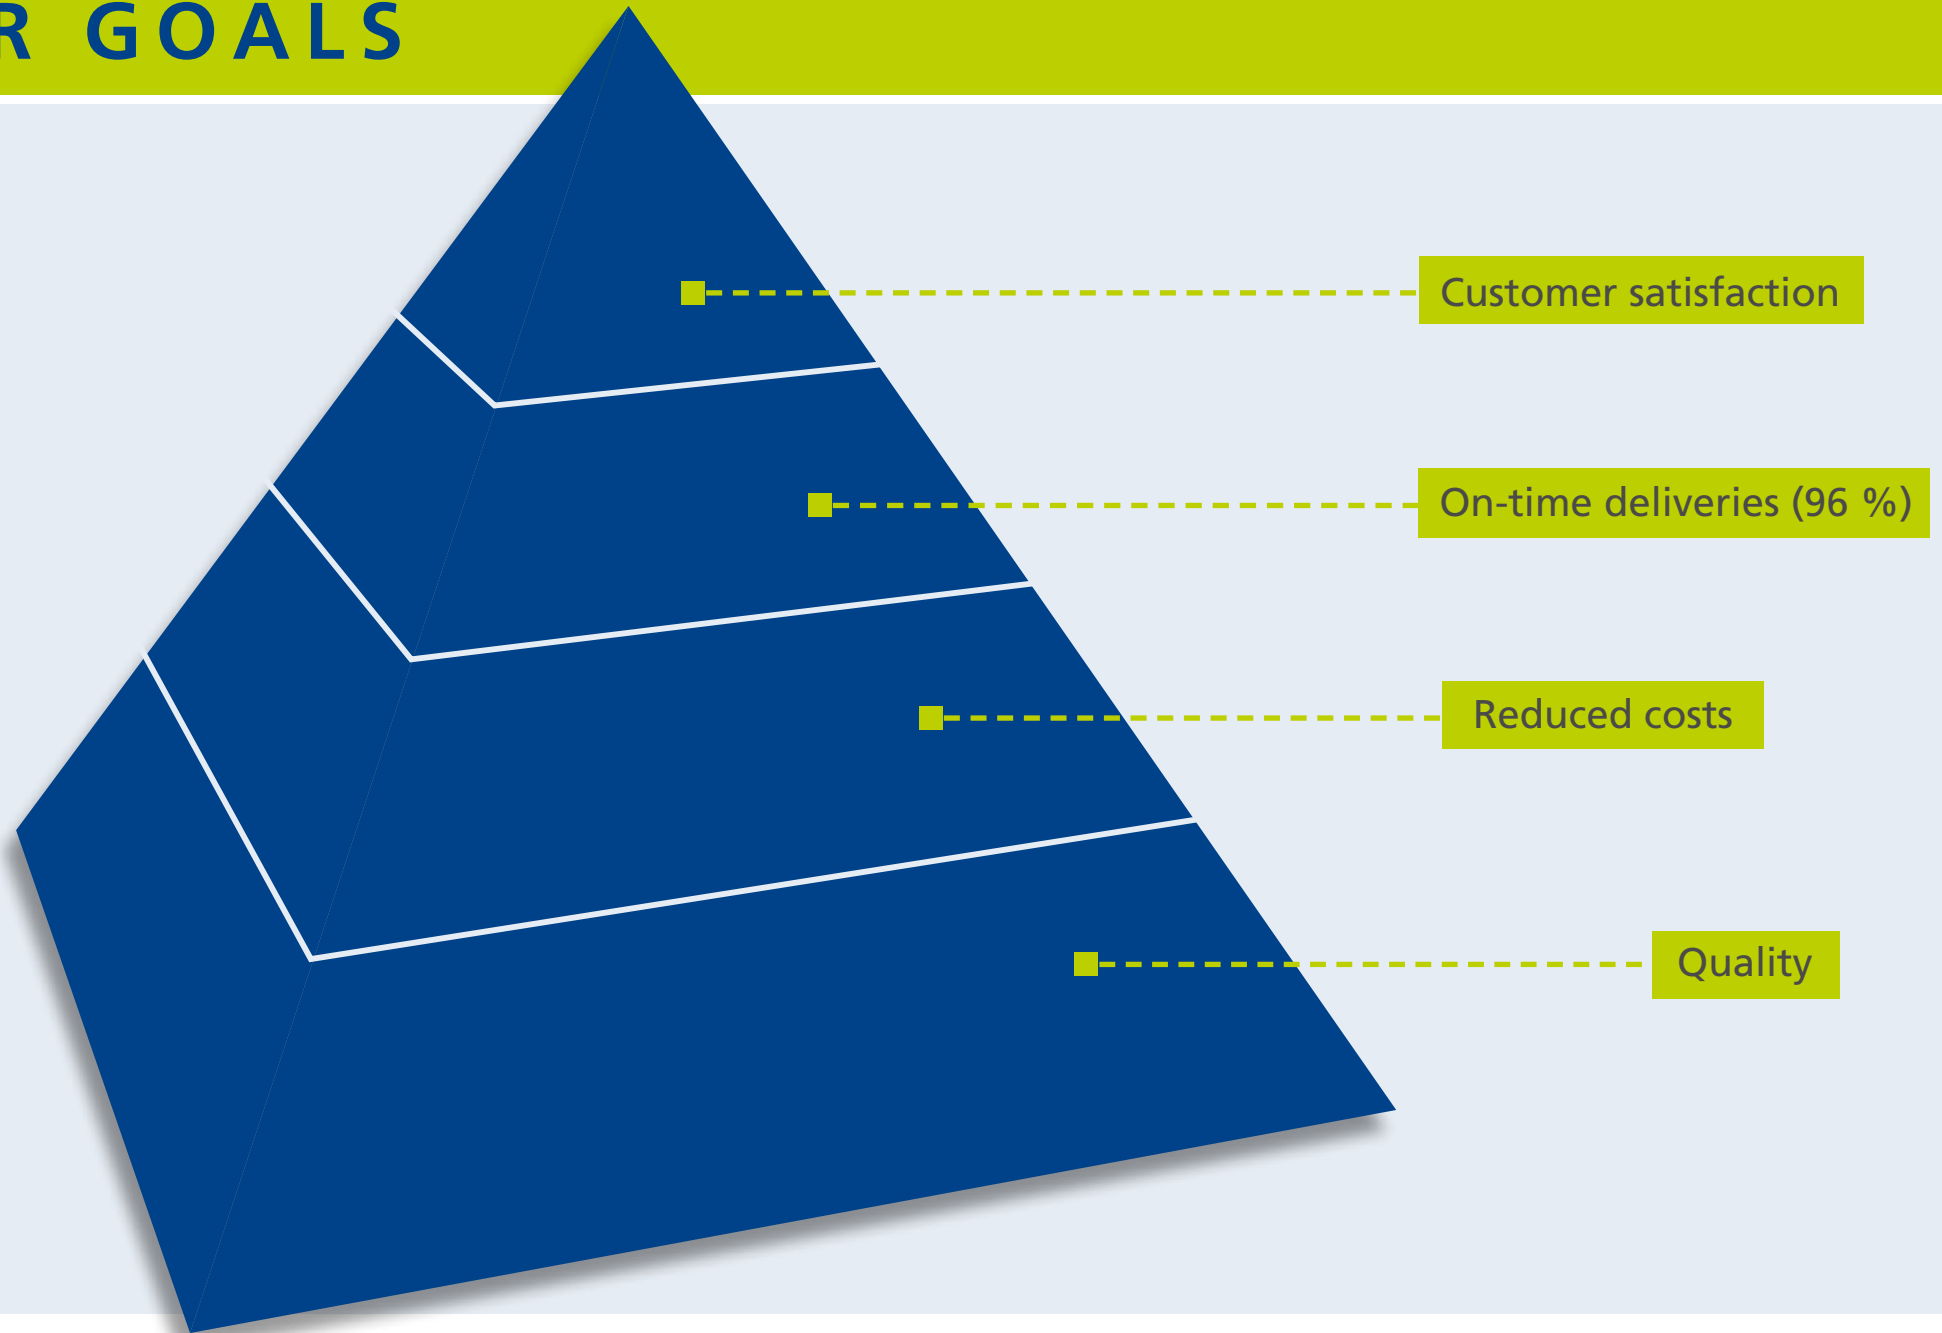 R GOALS
Customer satisfaction
On-time deliveries (96 %)
Reduced costs
Quality